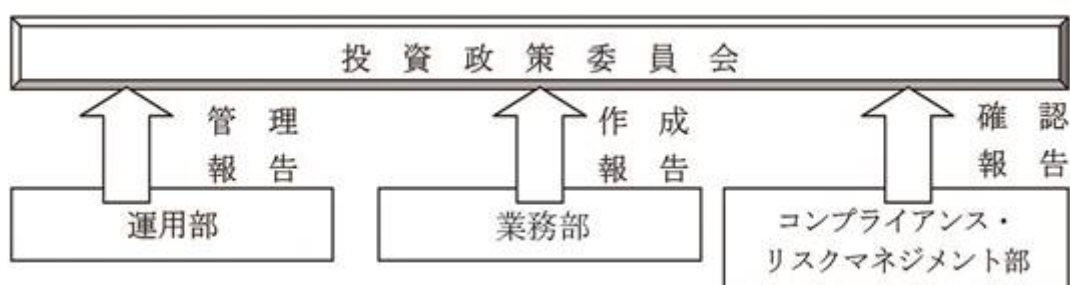 投資政策委員会
管理
報告
作成
報告
確認
報告
運用部
業務部
コンプライアンス・
リスクマネジメント部